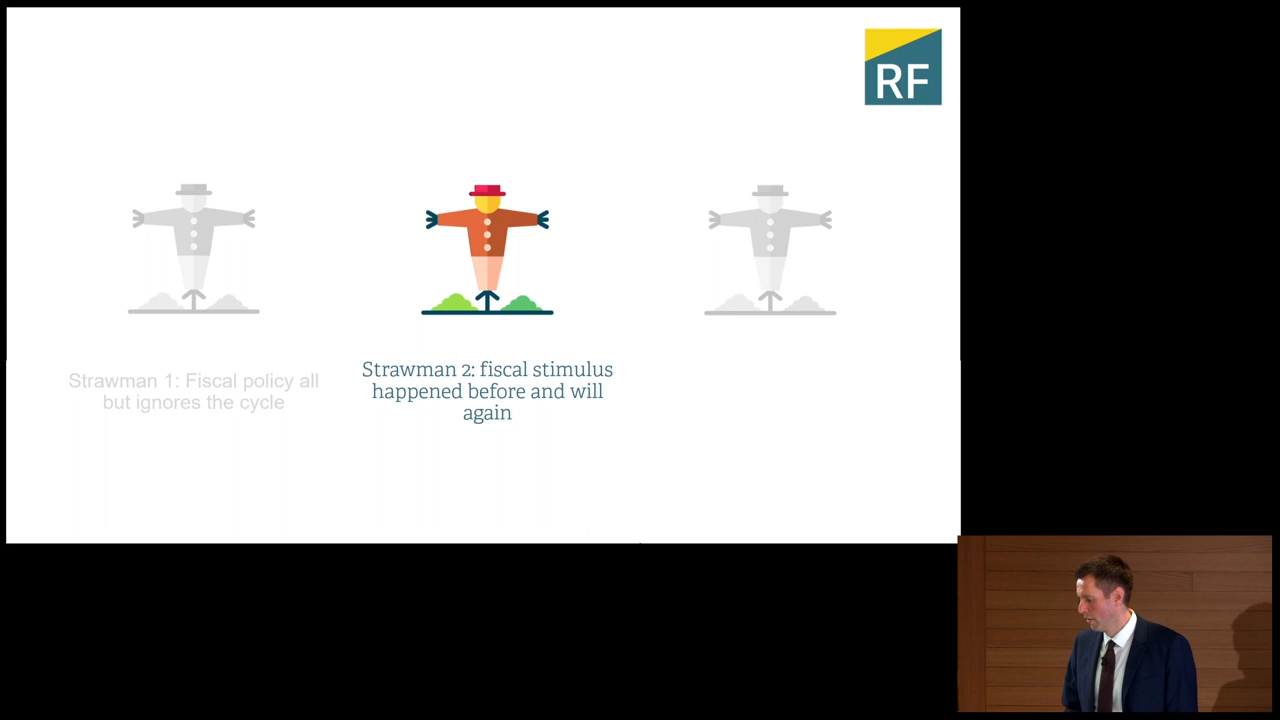 RF
Strawman 1: Fiscal policy all
but ignores the cycle
Strawman 2: fiscal stimulus
happened before and will
again